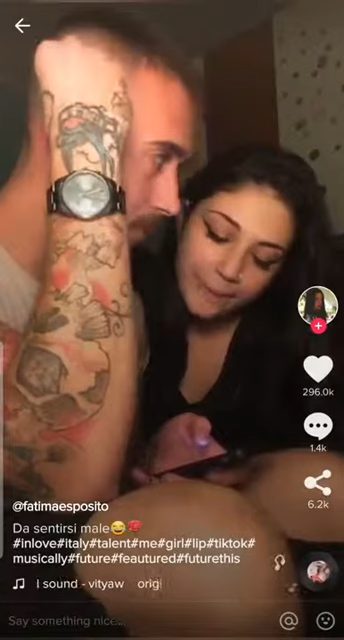 296.0k
1.4k
6.2k
@fatimaesposito
Da sentirsi male😂💐
#inlove#italy#talent#me#girl#lip#tiktok#
musically#future#feautured#futurethis
I sound - vityaw origi
Say something nice...